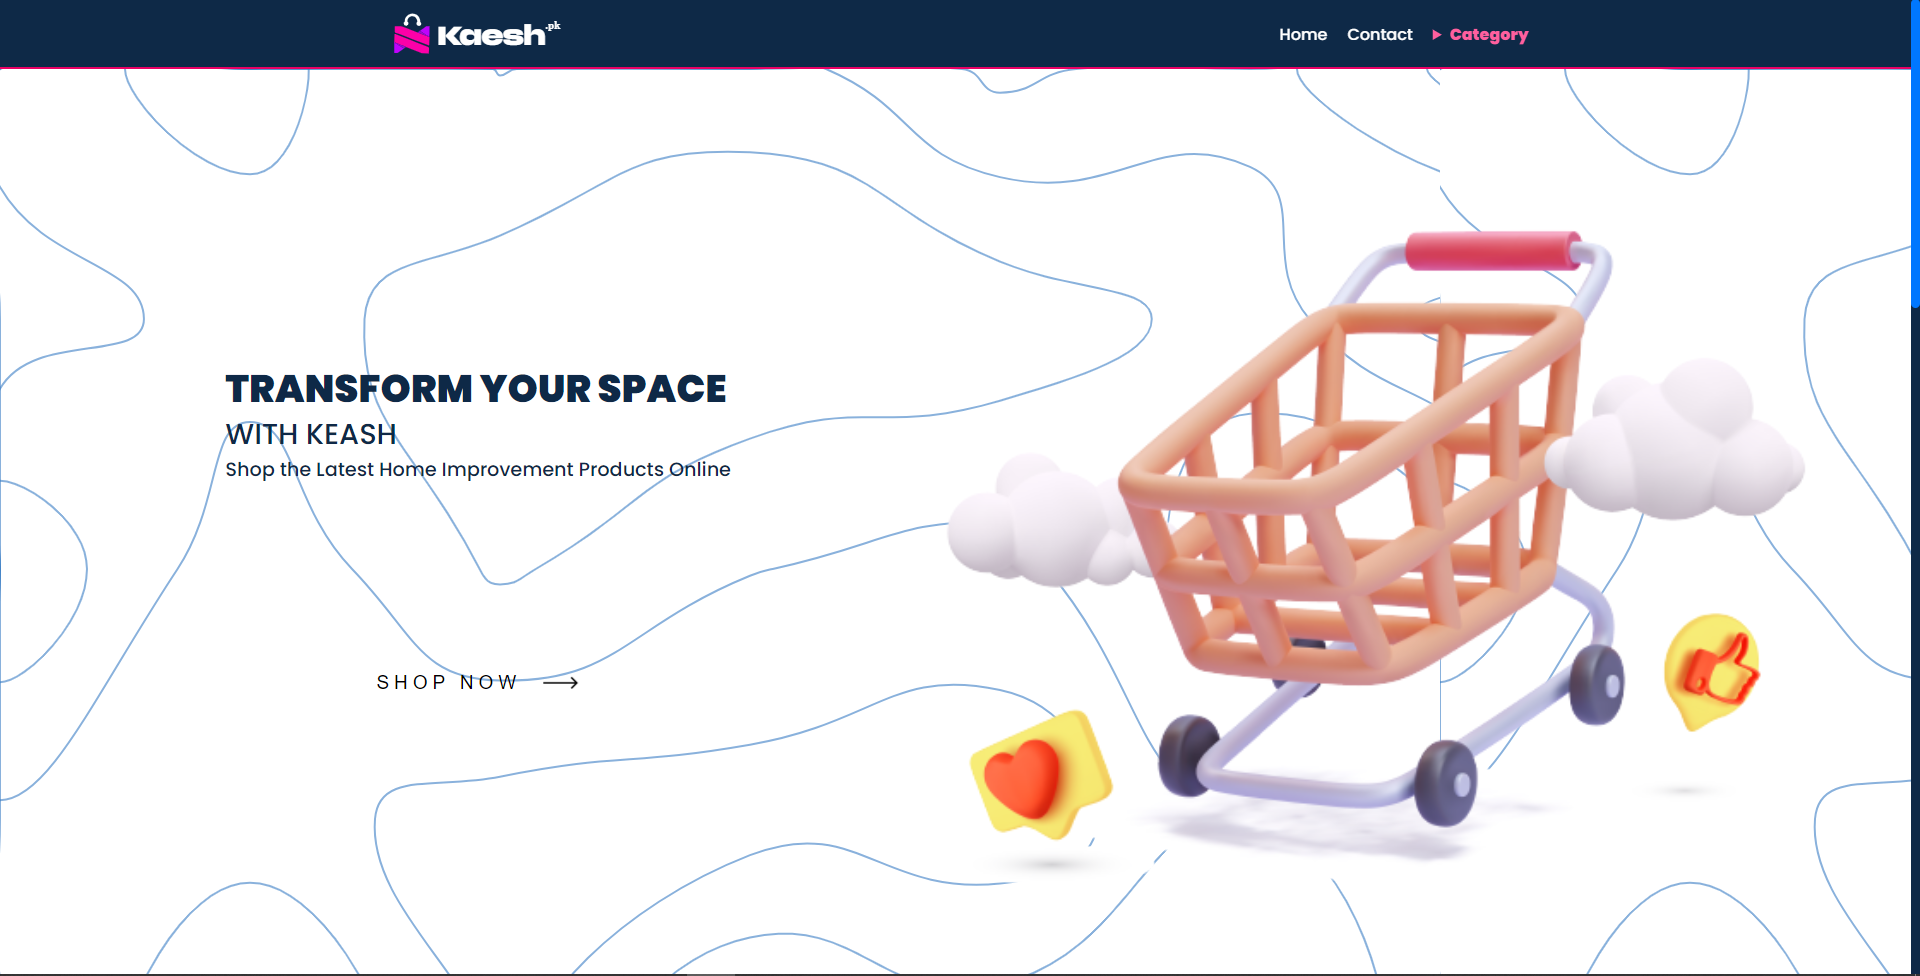 Kaesh.pk
Home Contact Category
TRANSFORM YOUR SPACE
WITH KEASH
Shop the Latest Home Improvement Products Online
SHOP NOW